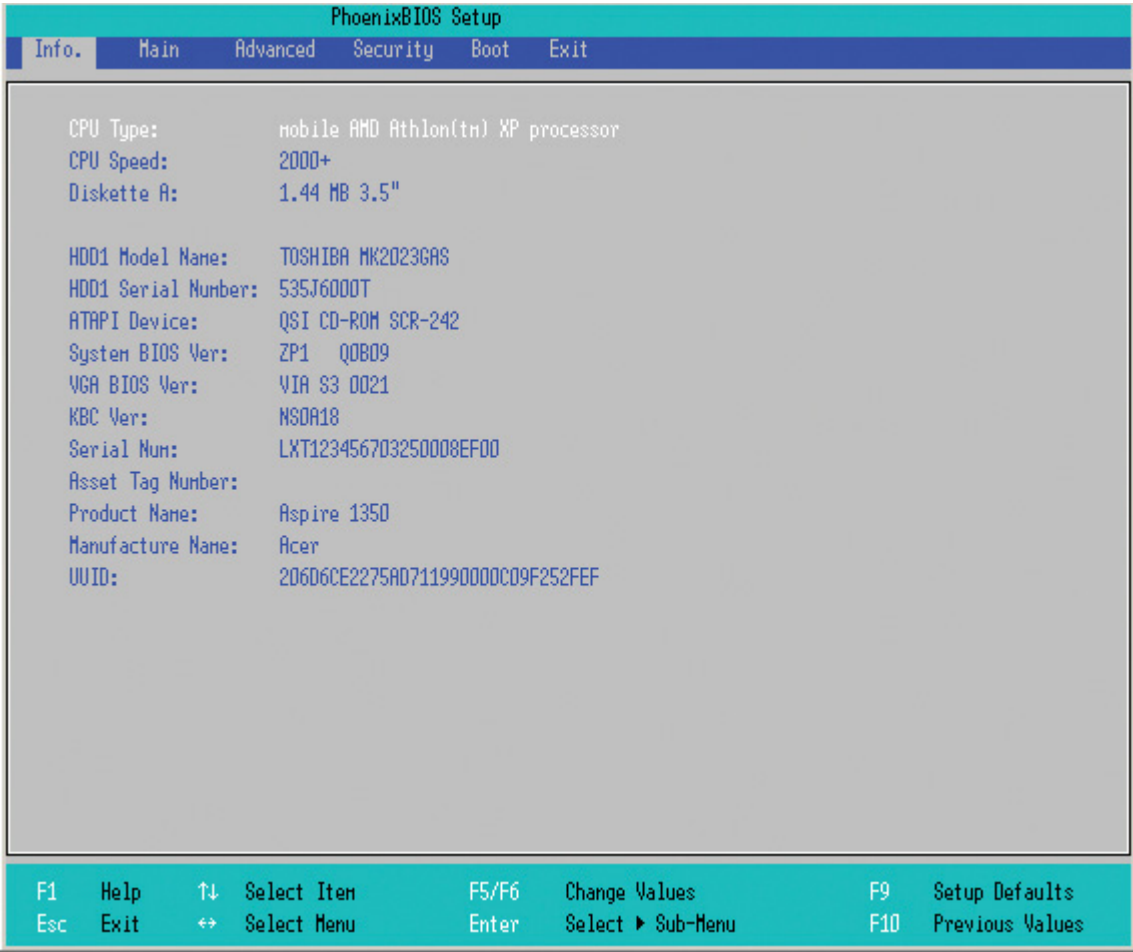 PhoenixBIOS Setup
Info. Main Advanced Security Boot Exit
CPU Type: mobile AMD Athlon(tm) XP processor
CPU Speed: 2000+
Diskette A: 1.44 MB 3.5"
HDD1 Model Name: TOSHIBA MK2023GAS
HDD1 Serial Number: 535J6000T
ATAPI Device: QSI CD-ROM SCR-242
System BIOS Ver: ZP1 Q0B09
VGA BIOS Ver: VIA S3 0021
KBC Ver: NS0A18
Serial Num: LXT123456703250008EF00
Asset Tag Number:
Product Name: Aspire 1350
Manufacture Name: Acer
UUID: 206D6CE2275AD711990000C09F252FEF
F1 Help ↑↓ Select Item F5/F6 Change Values F9 Setup Defaults
Esc Exit ↔ Select Menu Enter Select ▶ Sub-Menu F10 Previous Values